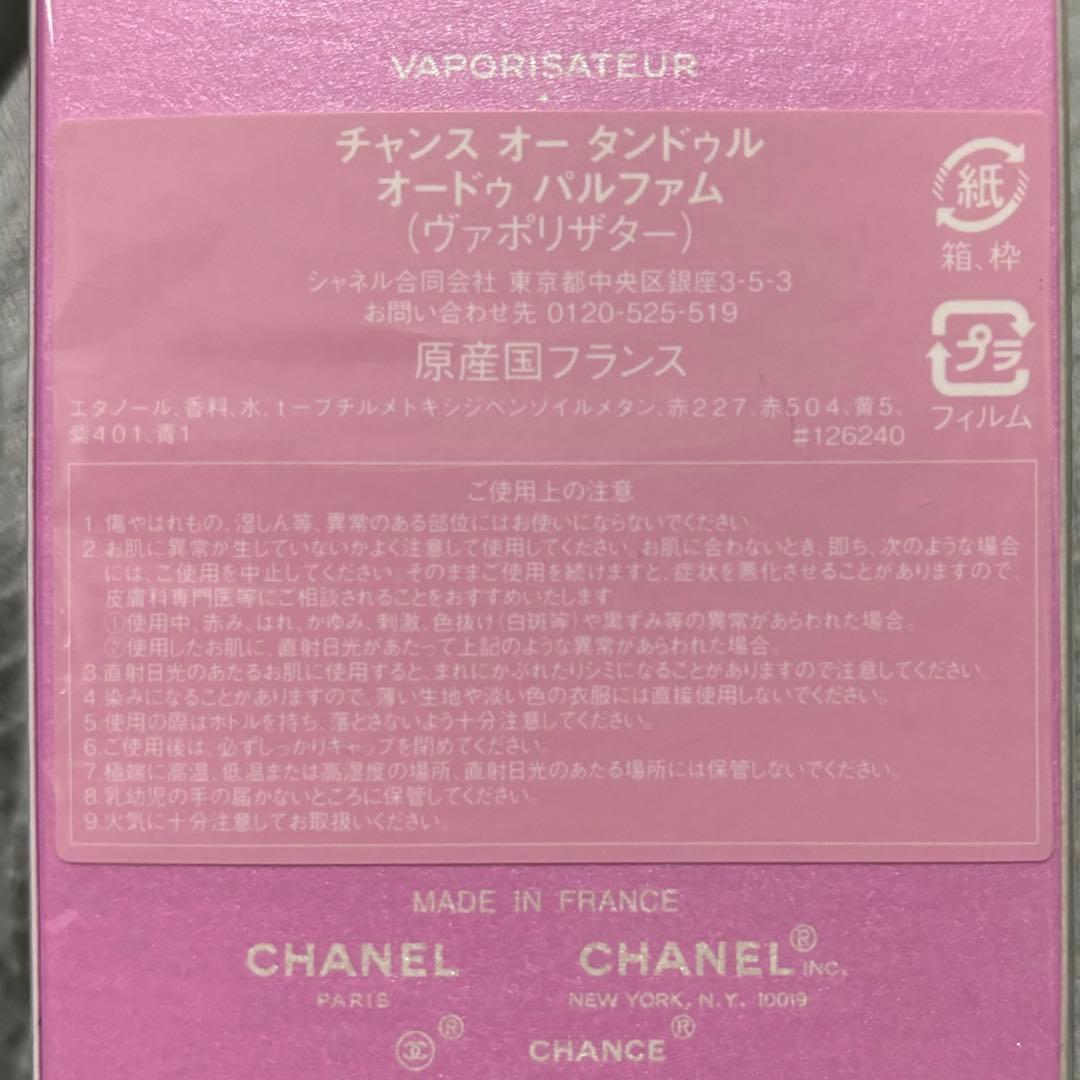 VAPORISATEUR
チャンス オー タンドゥル
オードゥ パルファム
(ヴァポリザター)
シャネル合同会社 東京都中央区銀座3-5-3
お問い合わせ先 0120-525-519
原産国フランス
エタノール、香料、水、t-ブチルメトキシジベンゾイルメタン、赤227、赤504、黄5、
紫401、青1
#126240
紙
箱、枠
プラ
フィルム
ご使用上の注意
1. 傷やはれもの、湿しん等、異常のある部位にはお使いにならないでください。
2. お肌に異常が生じていないかよく注意して使用してください。お肌に合わないとき、即ち、次のような場合
には、ご使用を中止してください。そのままご使用を続けますと、症状を悪化させることがありますので、
皮膚科専門医等にご相談されることをおすすめいたします。
①使用中、赤み、はれ、かゆみ、刺激、色抜け(白斑等)や黒ずみ等の異常があらわれた場合。
②使用したお肌に、直射日光があたって上記のような異常があらわれた場合。
3. 直射日光のあたるお肌に使用すると、まれにかぶれたりシミになることがありますので注意してください。
4. 染みになることがありますので、薄い生地や淡い色の衣服には直接使用しないでください。
5. 使用の際はボトルを持ち、落とさないよう十分注意してください。
6. ご使用後は、必ずしっかりキャップを閉めてください。
7. 極端に高温、低温または高湿度の場所、直射日光のあたる場所には保管しないでください。
8. 乳幼児の手の届かないところに保管してください。
9. 火気に十分注意してお取扱いください。
MADE IN FRANCE
CHANEL
PARIS
CHANEL® INC.
NEW YORK, N.Y. 10019
®
CHANCE®